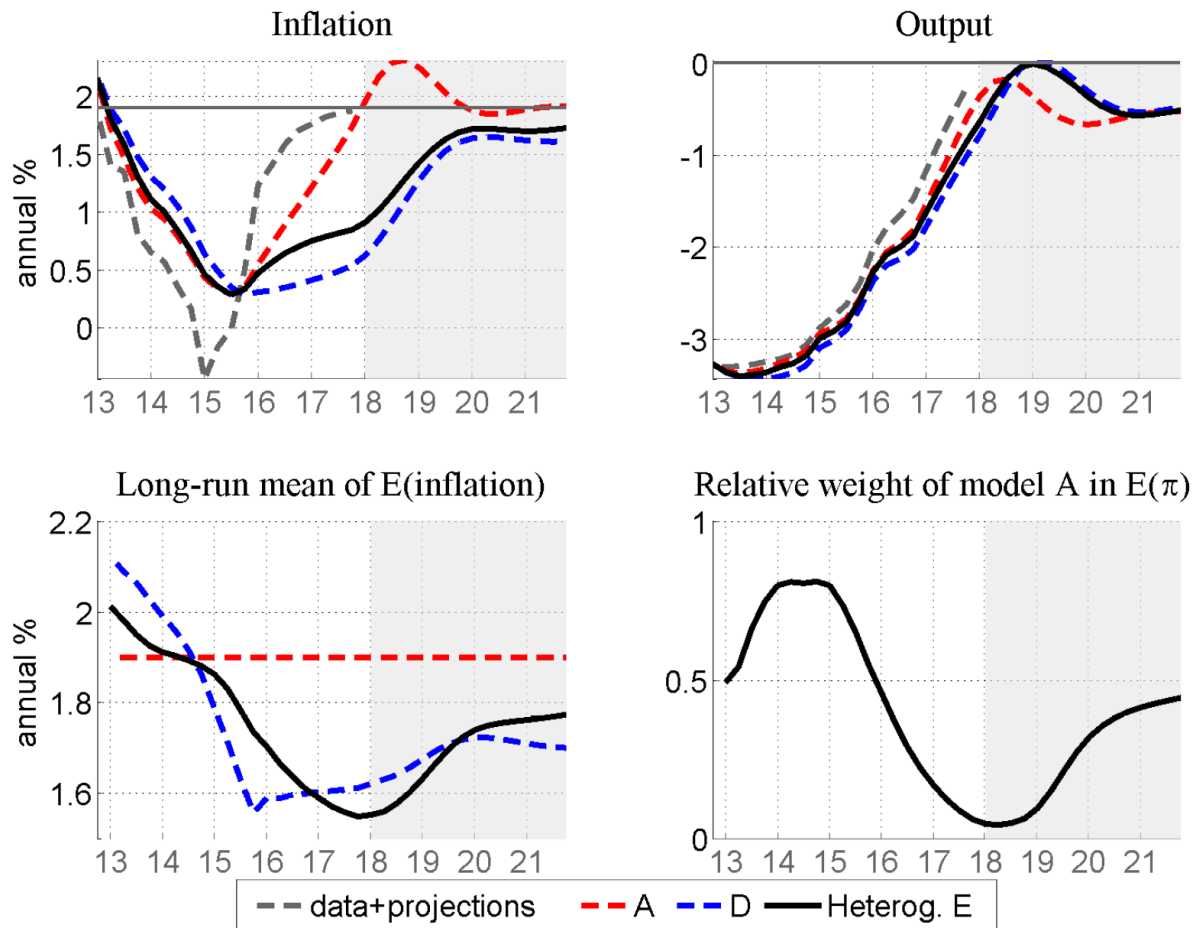 Inflation
annual %
2
1.5
1
0.5
0
13 14 15 16 17 18 19 20 21
Output
0
-1
-2
-3
13 14 15 16 17 18 19 20 21
Long-run mean of E(inflation)
annual %
2.2
2
1.8
1.6
13 14 15 16 17 18 19 20 21
Relative weight of model A in E(π)
1
0.5
0
13 14 15 16 17 18 19 20 21
data+projections A D Heterog. E